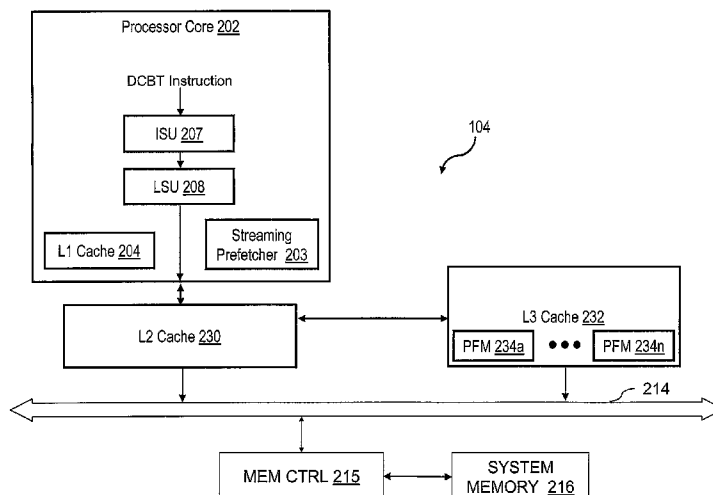 Processor Core 202
DCBT Instruction
ISU 207
104
LSU 208
L1 Cache 204
Streaming
Prefetcher 203
L2 Cache 230
L3 Cache 232
PFM 234a
PFM 234n
214
MEM CTRL 215
SYSTEM
MEMORY 216